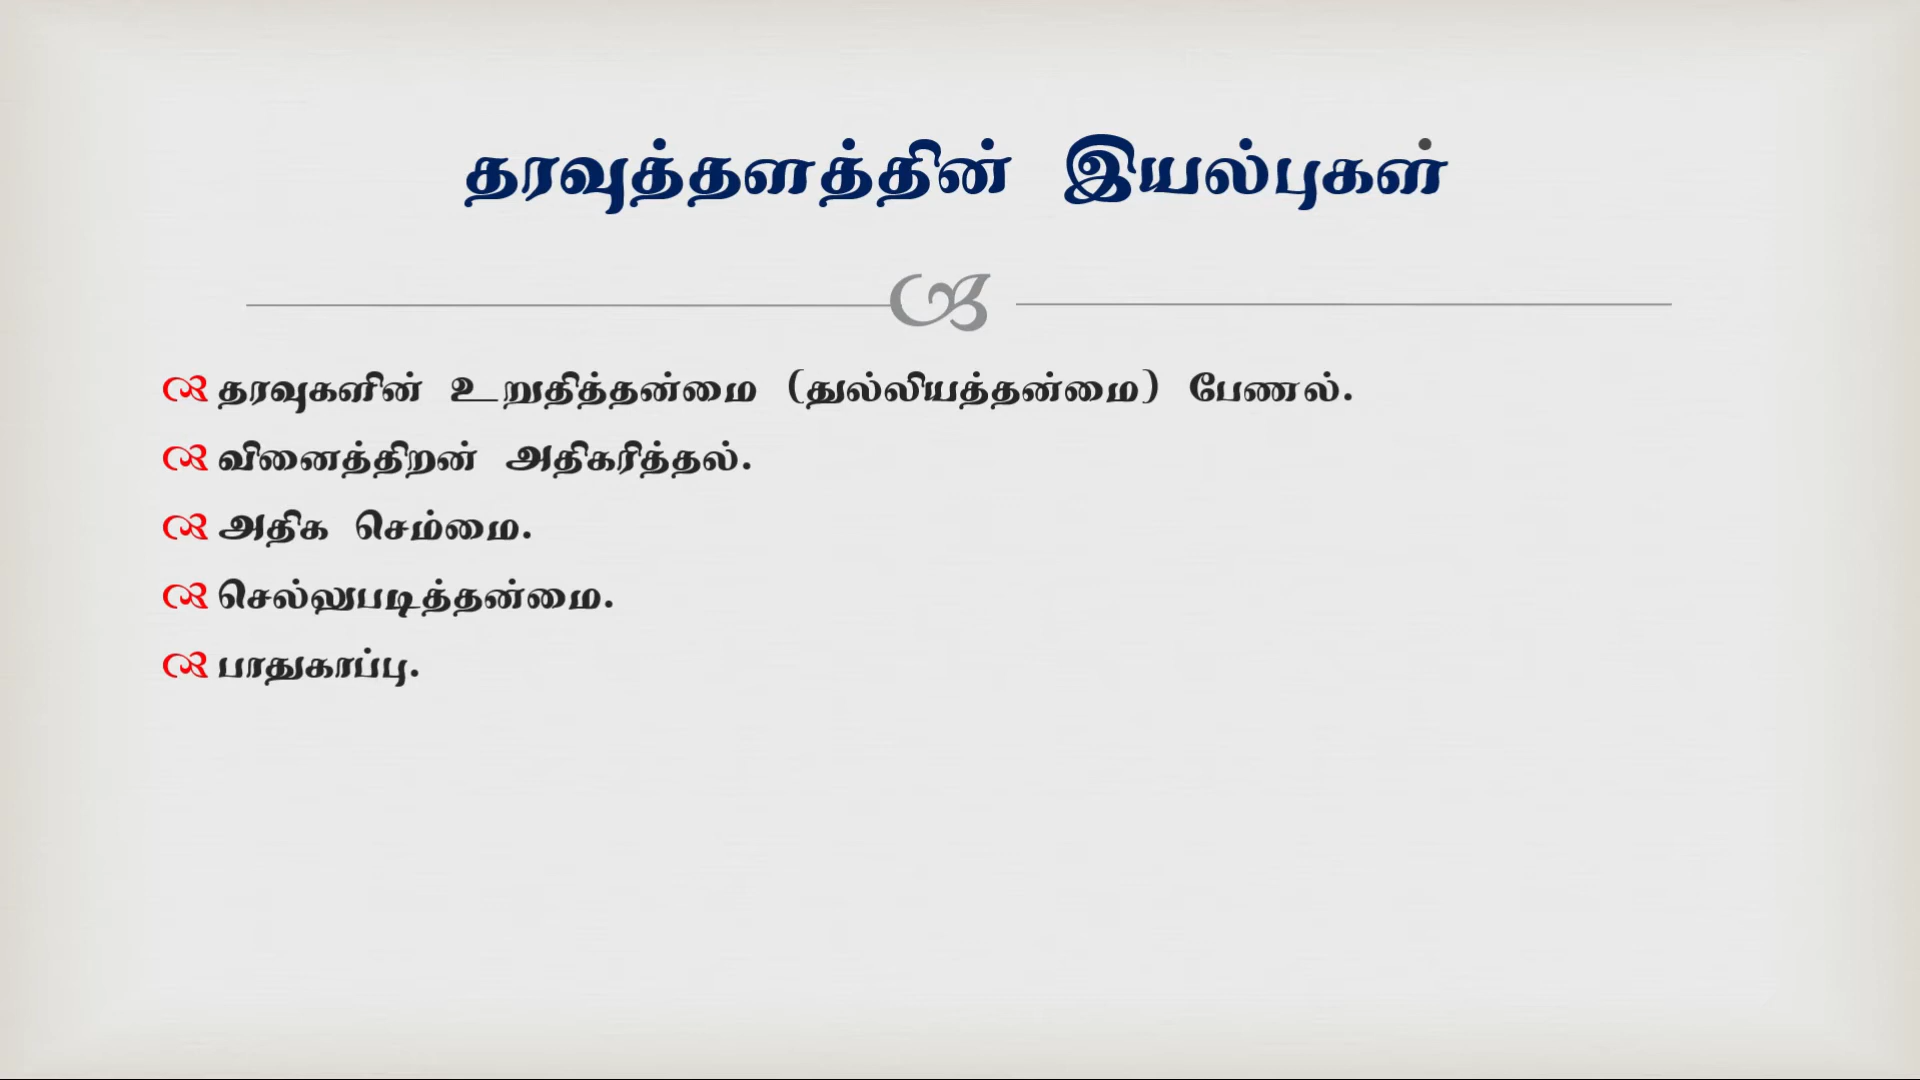 தரவுத்தளத்தின் இயல்புகள்
தரவுகளின் உறுதித்தன்மை (துல்லியத்தன்மை) பேணல்.
வினைத்திறன் அதிகரித்தல்.
அதிக செம்மை.
செல்லுபடித்தன்மை.
பாதுகாப்பு.